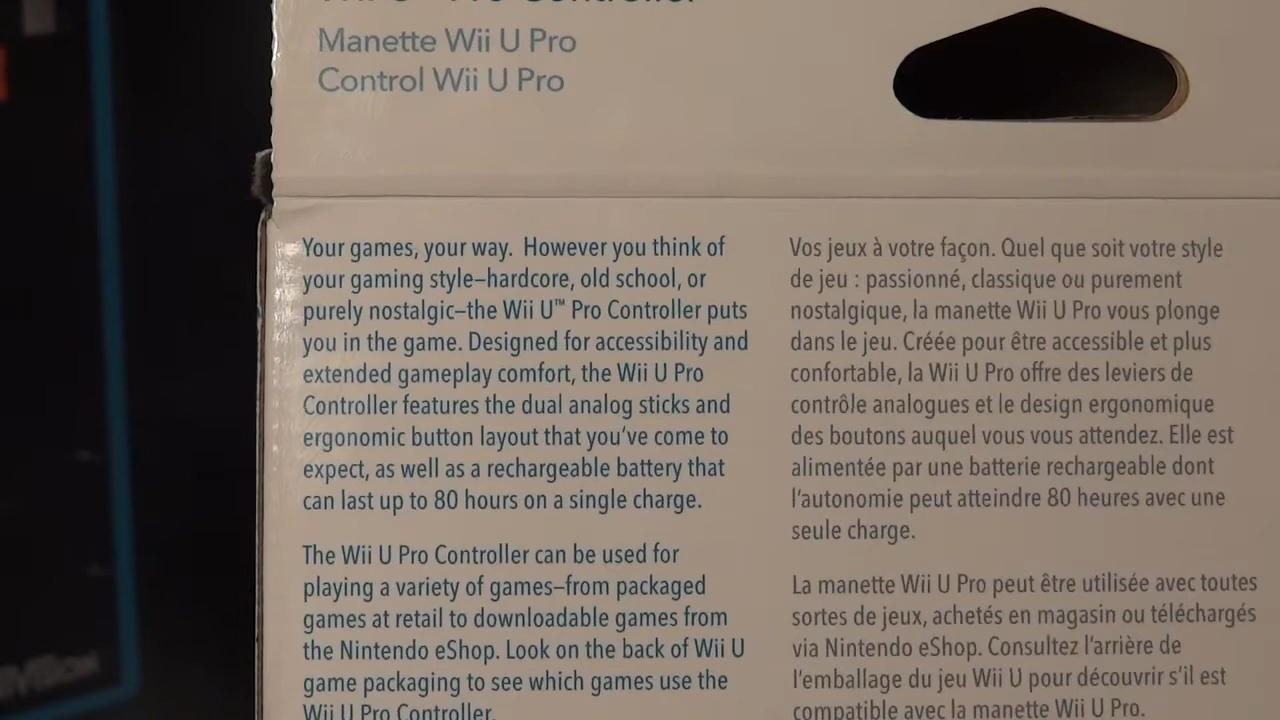 Pro Controller
Manette Wii U Pro
Control Wii U Pro
Your games, your way. However you think of
your gaming style—hardcore, old school, or
purely nostalgic—the Wii U™ Pro Controller puts
you in the game. Designed for accessibility and
extended gameplay comfort, the Wii U Pro
Controller features the dual analog sticks and
ergonomic button layout that you've come to
expect, as well as a rechargeable battery that
can last up to 80 hours on a single charge.
The Wii U Pro Controller can be used for
playing a variety of games—from packaged
games at retail to downloadable games from
the Nintendo eShop. Look on the back of Wii U
game packaging to see which games use the
Wii U Pro Controller.
Vos jeux à votre façon. Quel que soit votre style
de jeu : passionné, classique ou purement
nostalgique, la manette Wii U Pro vous plonge
dans le jeu. Créée pour être accessible et plus
confortable, la Wii U Pro offre des leviers de
contrôle analogues et le design ergonomique
des boutons auquel vous vous attendez. Elle est
alimentée par une batterie rechargeable dont
l'autonomie peut atteindre 80 heures avec une
seule charge.
La manette Wii U Pro peut être utilisée avec toutes
sortes de jeux, achetés en magasin ou téléchargés
via Nintendo eShop. Consultez l'arrière de
l'emballage du jeu Wii U pour découvrir s'il est
compatible avec la manette Wii U Pro.